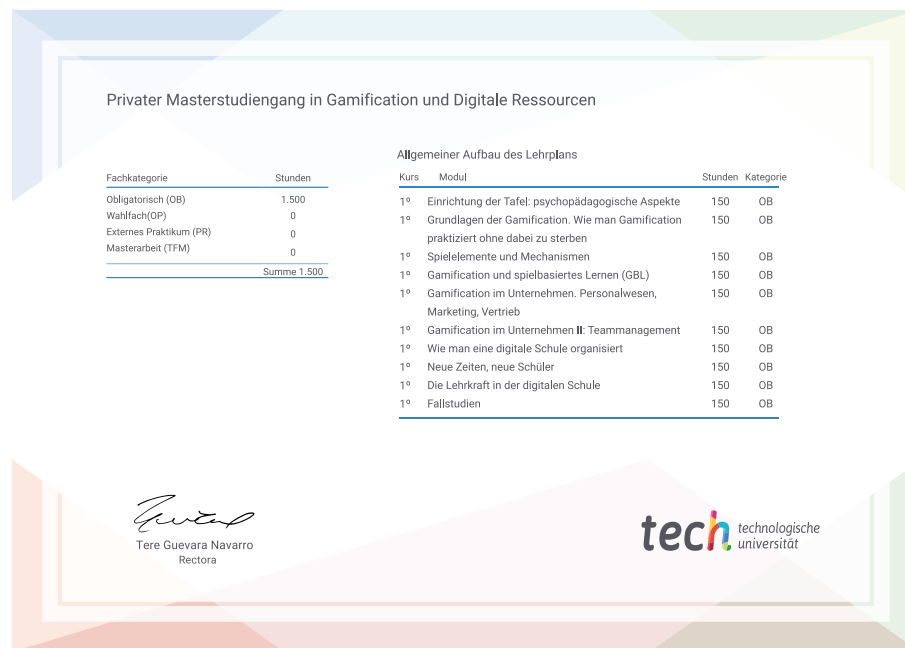 Privater Masterstudiengang in Gamification und Digitale Ressourcen
Fachkategorie Stunden
Obligatorisch (OB) 1.500
Wahlfach(OP) 0
Externes Praktikum (PR) 0
Masterarbeit (TFM) 0
Summe 1.500
Allgemeiner Aufbau des Lehrplans
Kurs Modul Stunden Kategorie
1º Einrichtung der Tafel: psychopädagogische Aspekte 150 OB
1º Grundlagen der Gamification. Wie man Gamification 150 OB
praktiziert ohne dabei zu sterben
1º Spielelemente und Mechanismen 150 OB
1º Gamification und spielbasiertes Lernen (GBL) 150 OB
1º Gamification im Unternehmen. Personalwesen, 150 OB
Marketing, Vertrieb
1º Gamification im Unternehmen II: Teammanagement 150 OB
1º Wie man eine digitale Schule organisiert 150 OB
1º Neue Zeiten, neue Schüler 150 OB
1º Die Lehrkraft in der digitalen Schule 150 OB
1º Fallstudien 150 OB
Tere Guevara Navarro
Rectora
tech technologische
universität